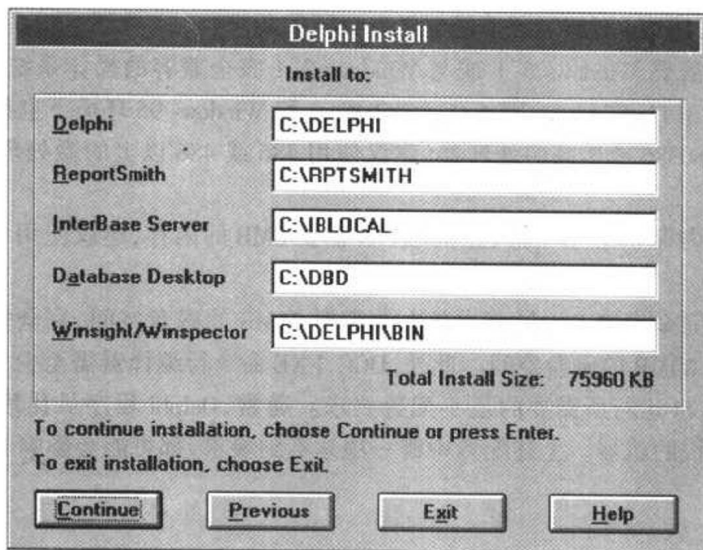 Delphi Install
Install to:
Delphi C:\DELPHI
ReportSmith C:\RPTSMITH
InterBase Server C:\IBLOCAL
Database Desktop C:\DBD
Winsight/Winspector C:\DELPHI\BIN
Total Install Size: 75960 KB
To continue installation, choose Continue or press Enter.
To exit installation, choose Exit.
Continue Previous Exit Help